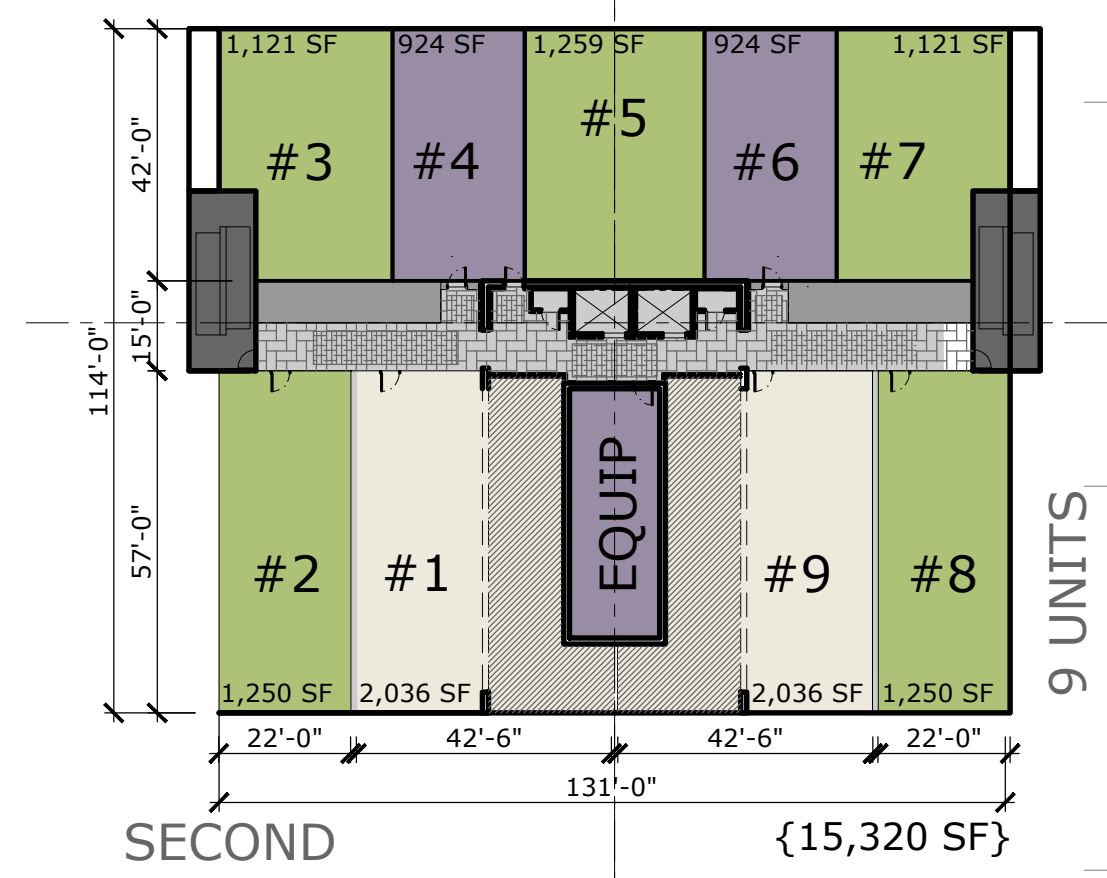 1,121 SF
924 SF
1,259 SF
924 SF
1,121 SF
#3
#4
#5
#6
#7
42'-0"
15'-0"
114'-0"
57'-0"
EQUIP
#2
#1
#9
#8
1,250 SF
2,036 SF
2,036 SF
1,250 SF
9 UNITS
22'-0"
42'-6"
42'-6"
22'-0"
131'-0"
SECOND
{15,320 SF}